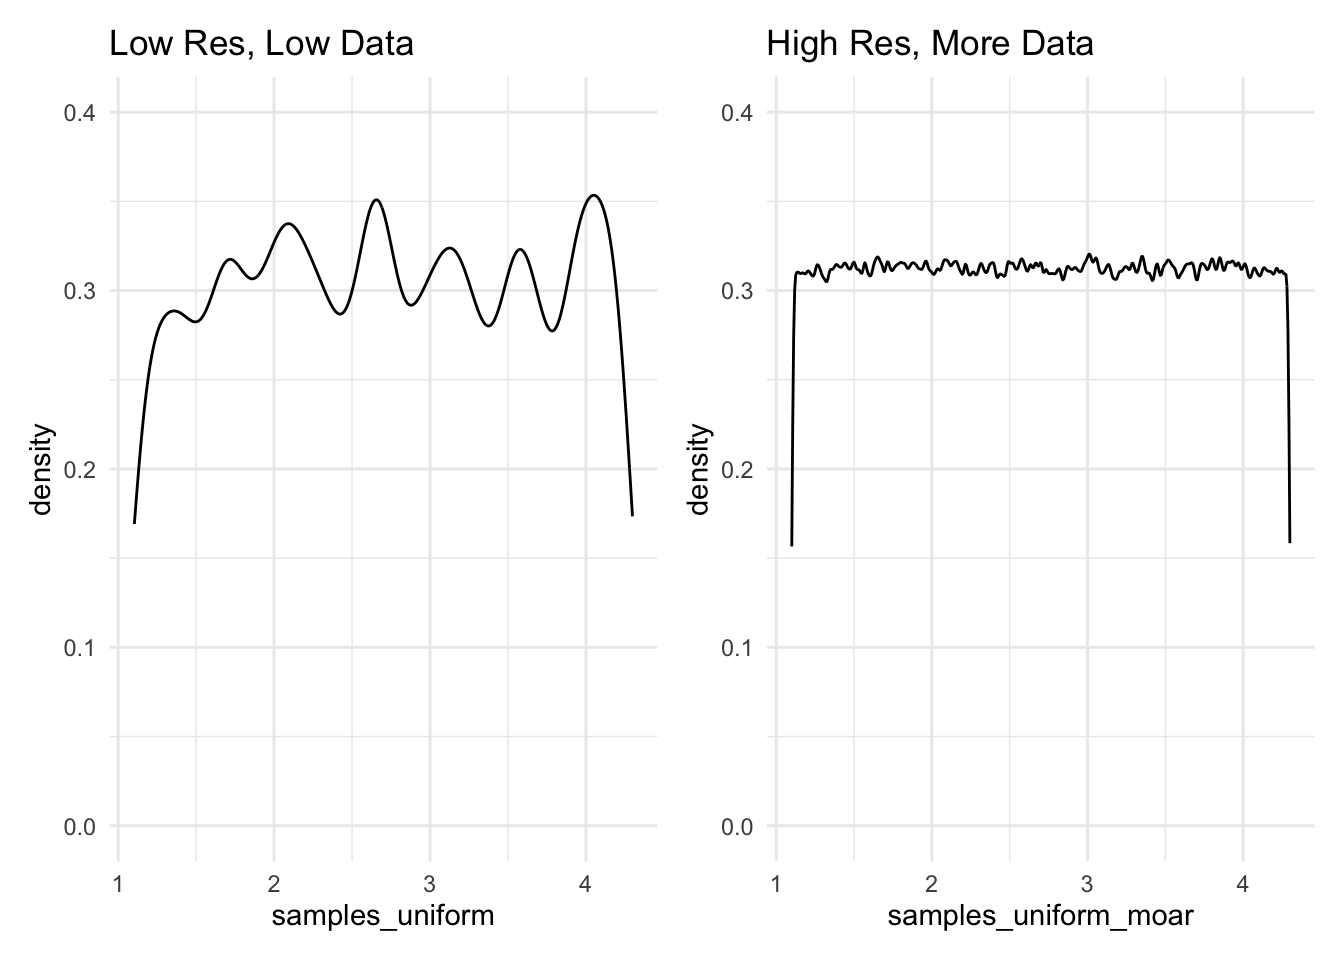 Low Res, Low Data
0.4
0.3
0.2
0.1
0.0
density
1 2 3 4
samples_uniform
High Res, More Data
0.4
0.3
0.2
0.1
0.0
density
1 2 3 4
samples_uniform_moar